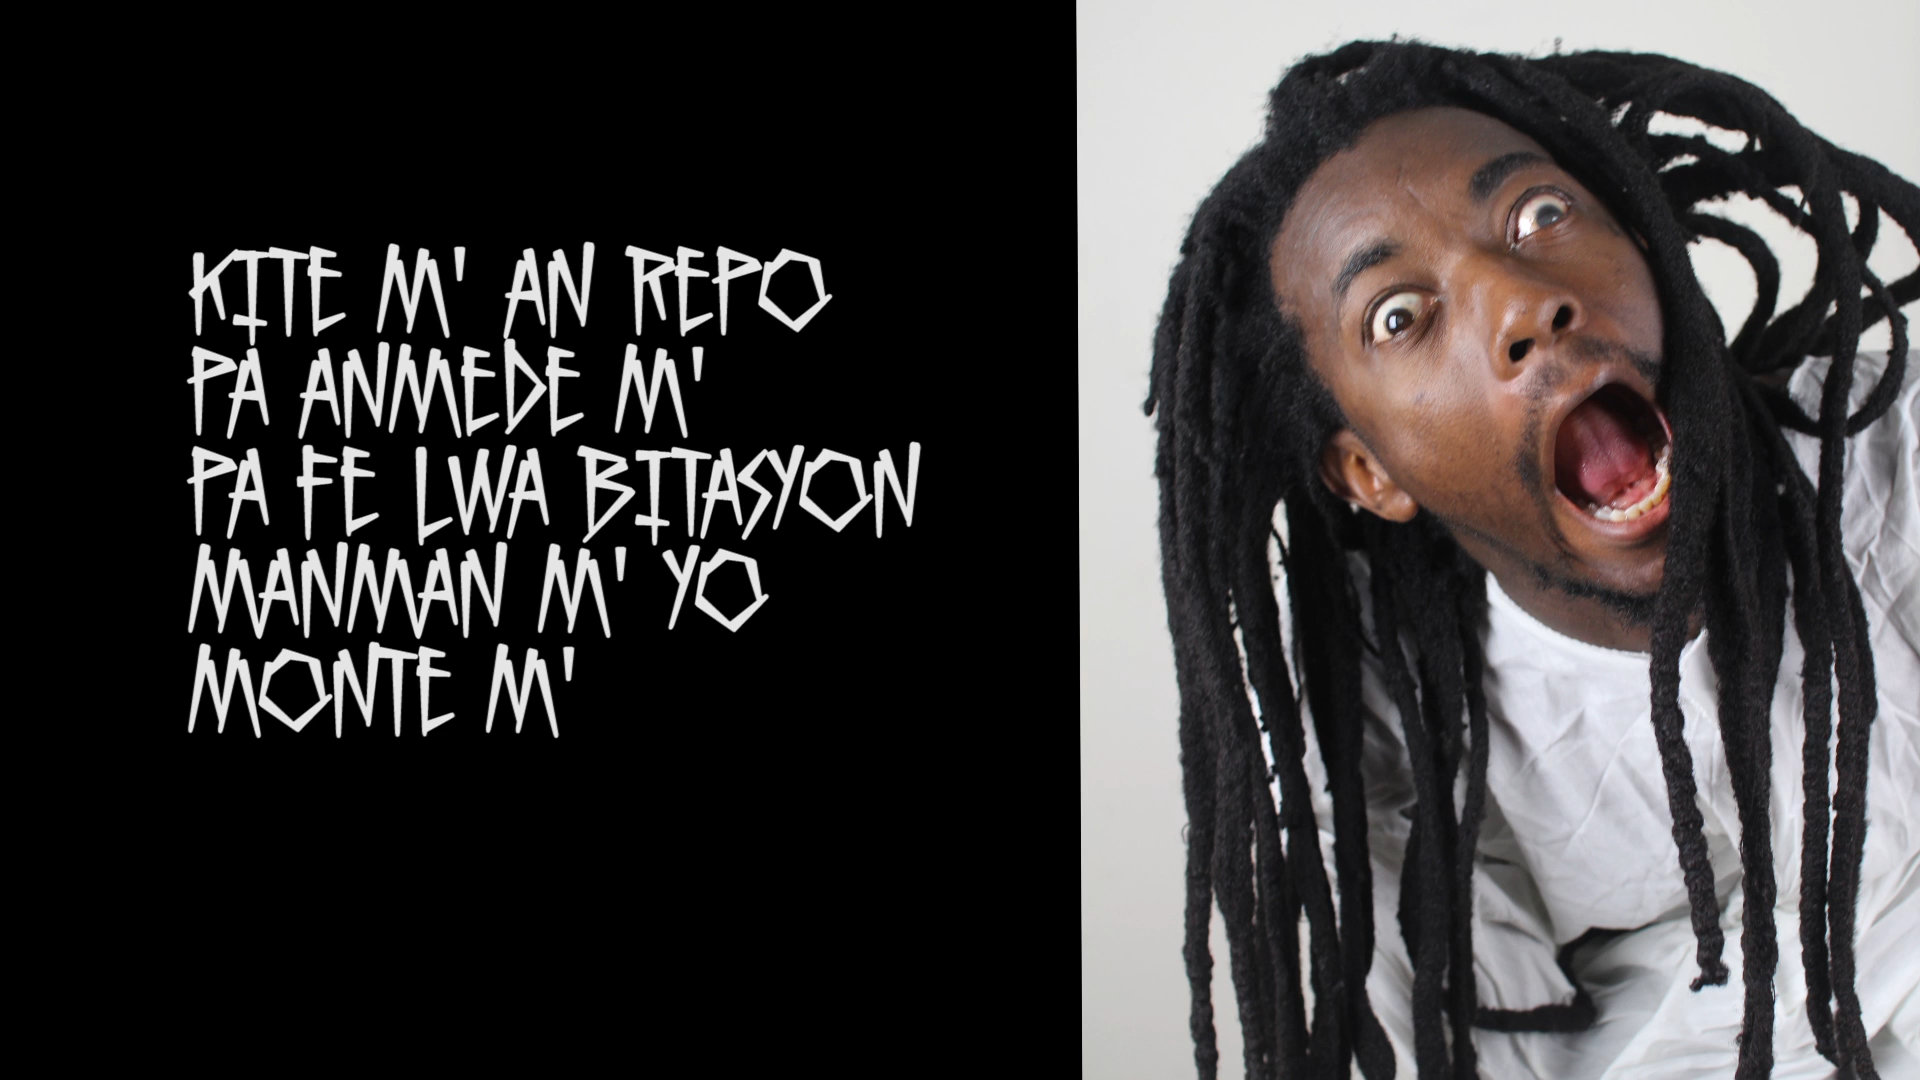 KITE M' AN REPO
PA ANMEDE M'
PA FE LWA BITASYON
MANMAN M' YO
MONTE M'